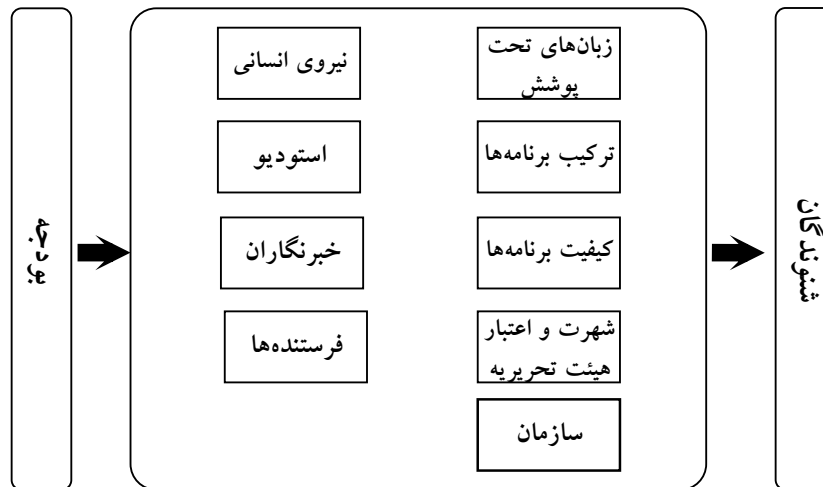 بودجه
نیروی انسانی
استودیو
خبرنگاران
فرستنده‌ها
زبان‌های تحت
پوشش
ترکیب برنامه‌ها
کیفیت برنامه‌ها
شهرت و اعتبار
هیئت تحریریه
سازمان
شنوندگان